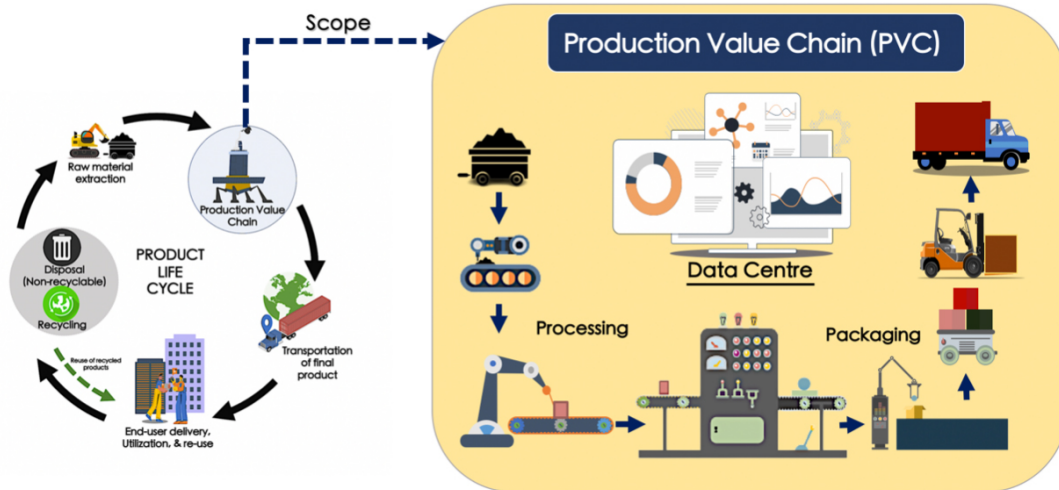 Scope
Production Value Chain (PVC)
Raw material
extraction
Production Value
Chain
PRODUCT
LIFE
CYCLE
Disposal
(Non-recyclable)
Recycling
Reuse of recycled
products
Transportation
of final
product
End-user delivery,
Utilization, & re-use
Data Centre
Processing
Packaging